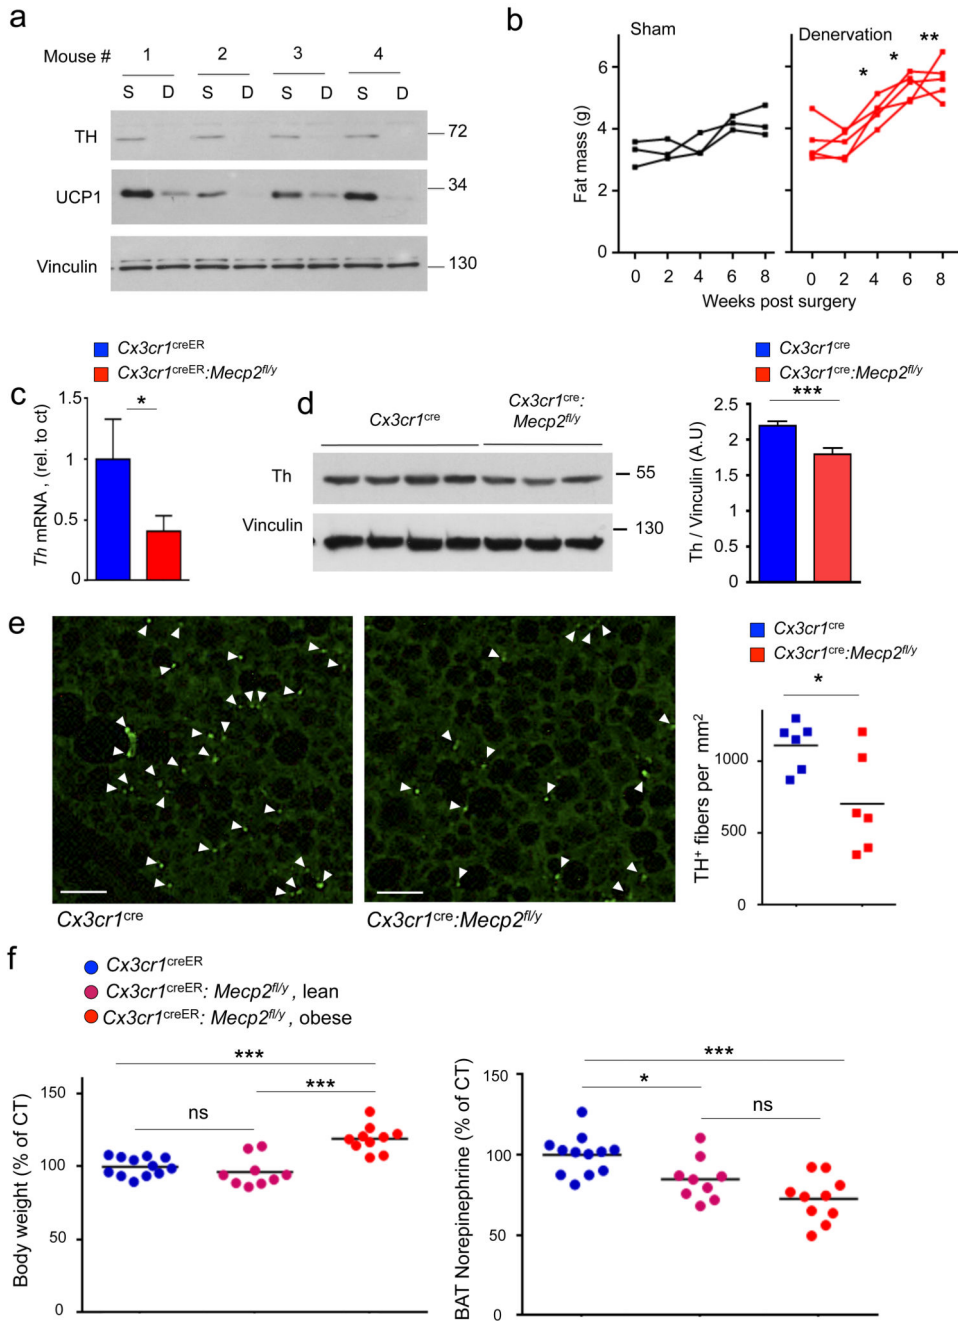 a
Mouse # 1 2 3 4
S D S D S D S D
TH 72
UCP1 34
Vinculin 130
b
Sham Denervation
* * **
Fat mass (g)
6
4
2
0
0 2 4 6 8 0 2 4 6 8
Weeks post surgery
Cx3cr1creER
Cx3cr1creER:Mecp2fl/y
c
Th mRNA , (rel. to ct)
1.5
1
0.5
0
*
d
Cx3cr1cre Cx3cr1cre:
Mecp2fl/y
Th 55
Vinculin 130
Cx3cr1cre
Cx3cr1cre:Mecp2fl/y
***
Th / Vinculin (A.U)
2.5
2
1.5
1
0.5
0
e
Cx3cr1cre Cx3cr1cre:Mecp2fl/y
Cx3cr1cre
Cx3cr1cre:Mecp2fl/y
*
TH+ fibers per mm2
1000
500
0
f
Cx3cr1creER
Cx3cr1creER: Mecp2fl/y , lean
Cx3cr1creER: Mecp2fl/y , obese
Body weight (% of CT)
150
100
50
0
***
***
ns
BAT Norepinephrine (% of CT)
150
100
50
0
***
*
ns